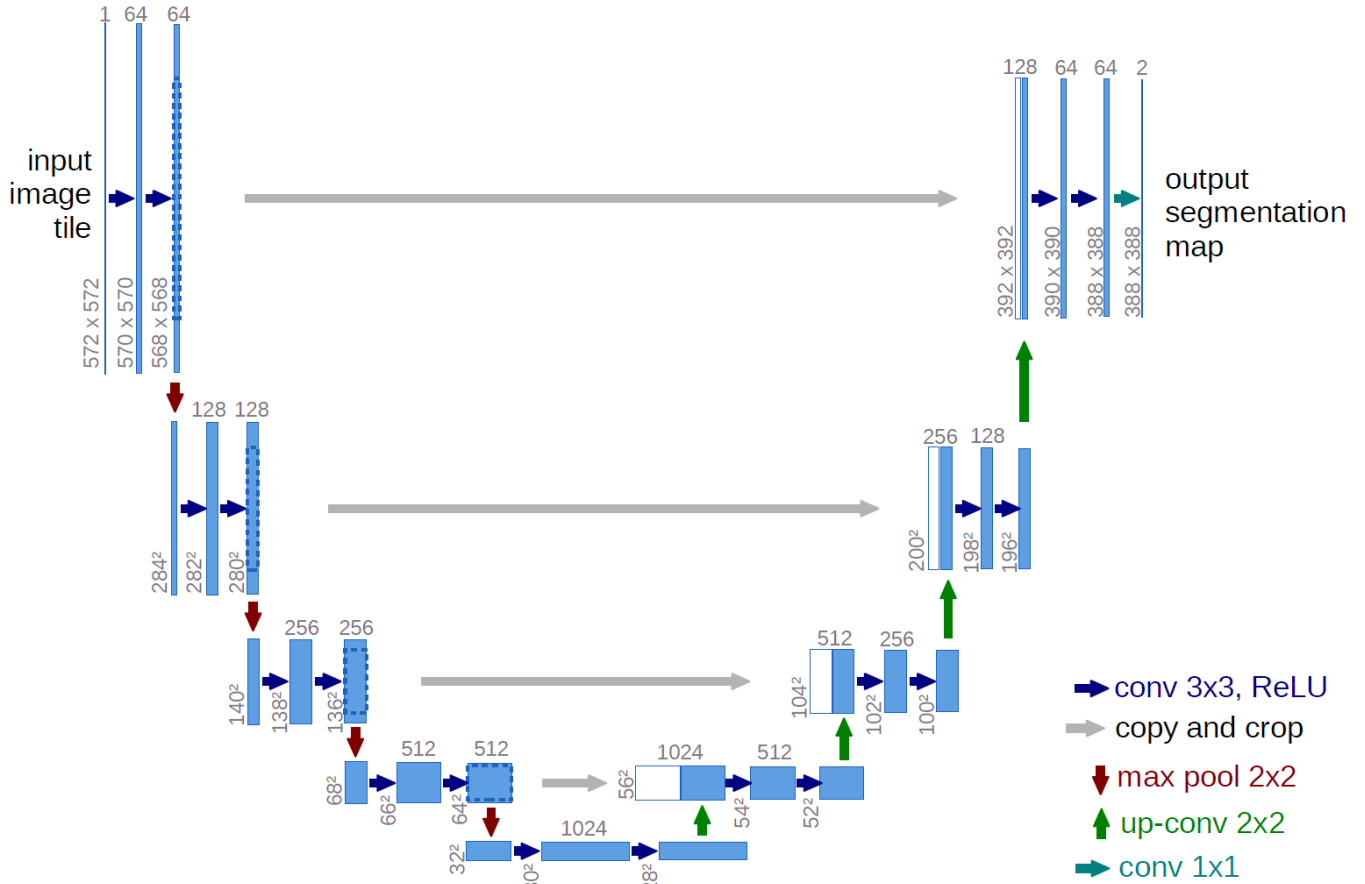 1 64 64
input
image
tile
572 x 572
570 x 570
568 x 568
128 64 64 2
392 x 392
390 x 390
388 x 388
388 x 388
output
segmentation
map
128 128
284²
282²
280²
256 128
200²
198²
196²
256 256
140²
138²
136²
512 256
104²
102²
100²
512 512
68²
66²
64²
1024 512
56²
54²
52²
1024
32²
conv 3x3, ReLU
copy and crop
max pool 2x2
up-conv 2x2
conv 1x1